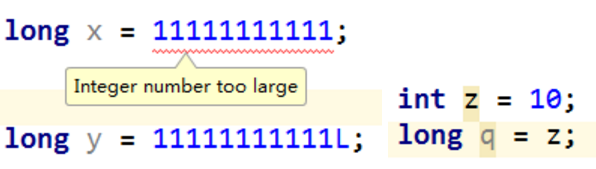 long x = 11111111111;
Integer number too large
long y = 11111111111L;
int z = 10;
long q = z;